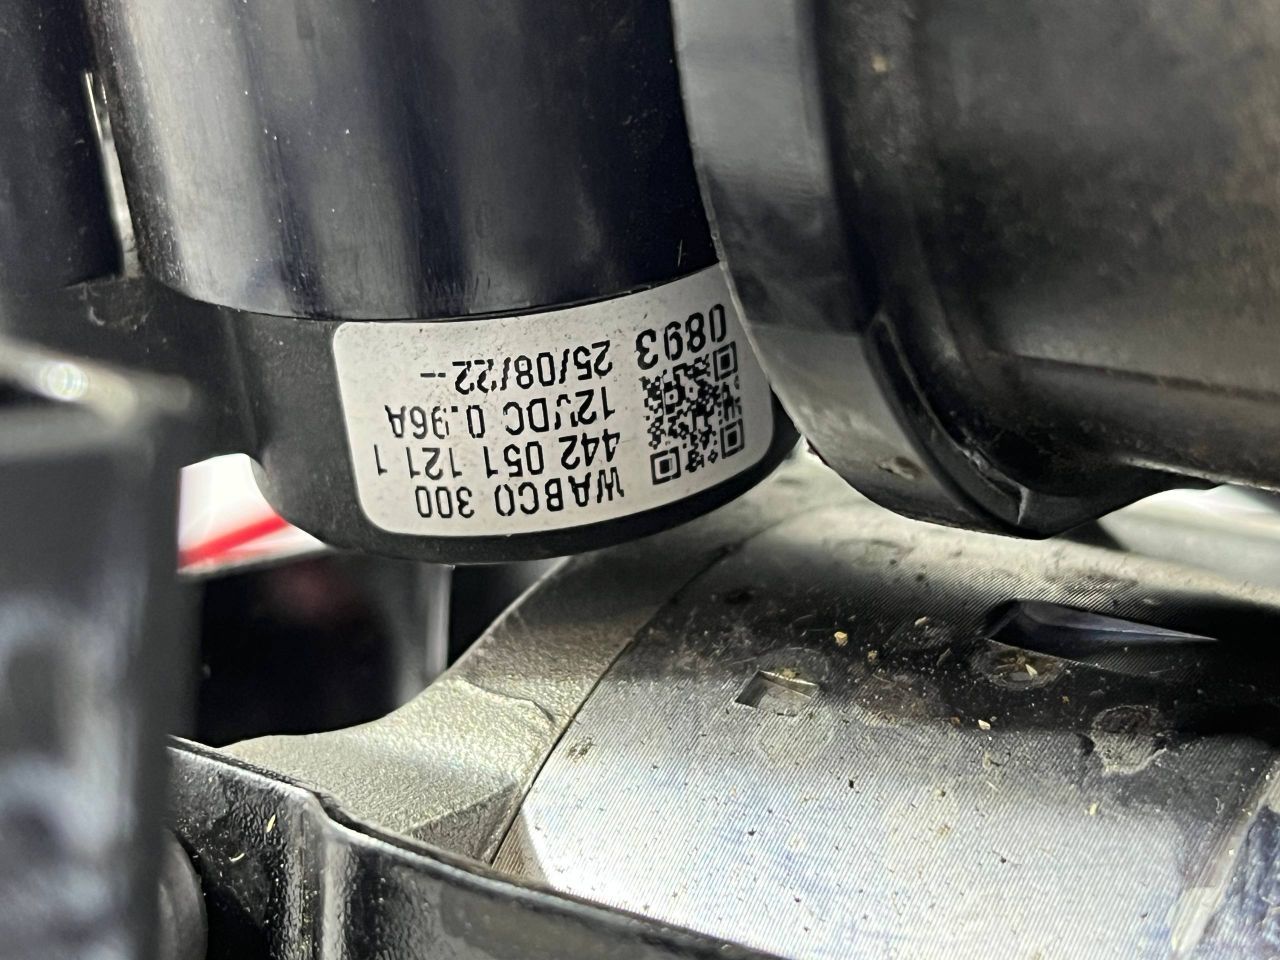 WABCO 300
442 051 121 1
12VDC 0.96A
25/08/22--
0893